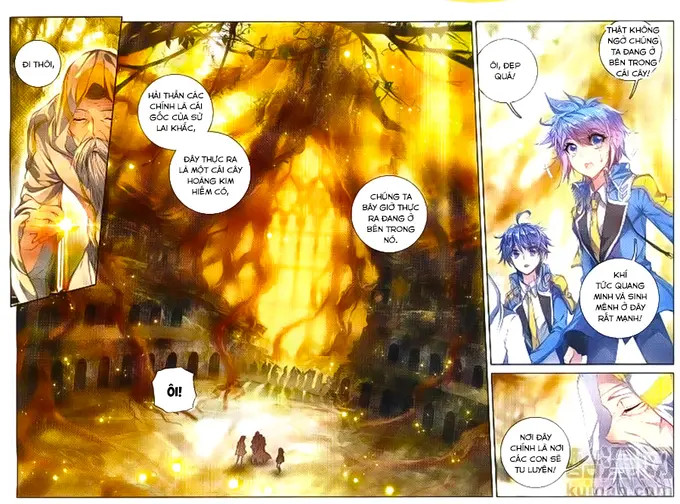 ĐI THÔI,
HẢI THẦN CÁC
CHÍNH LÀ CÁI
GỐC CỦA SỬ
LAI KHẮC,
ĐÂY THỰC RA
LÀ MỘT CÁI CÂY
HOÀNG KIM
HIẾM CÓ,
CHÚNG TA
BÂY GIỜ THỰC
RA ĐANG Ở
BÊN TRONG
NÓ.
ÔI!
THẬT KHÔNG
NGỜ CHÚNG
TA ĐANG Ở
BÊN TRONG
CÁI CÂY!
ÔI, ĐẸP
QUÁ!
KHÍ
TỨC QUANG
MINH VÀ SINH
MỆNH Ở ĐÂY
RẤT MẠNH!
NƠI ĐÂY
CHÍNH LÀ NƠI
CÁC CON SẼ
TU LUYỆN!